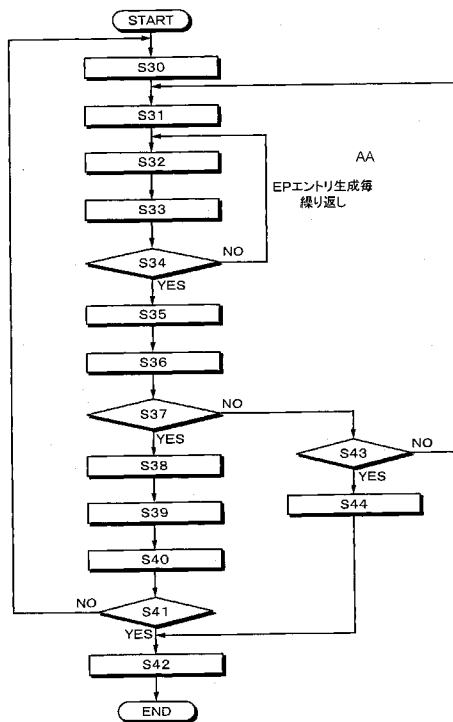 START
S30
S31
S32
AA
EPエントリ生成毎
繰り返し
S33
S34
NO
YES
S35
S36
S37
NO
YES
S43
NO
YES
S38
S44
S39
S40
NO
S41
YES
S42
END